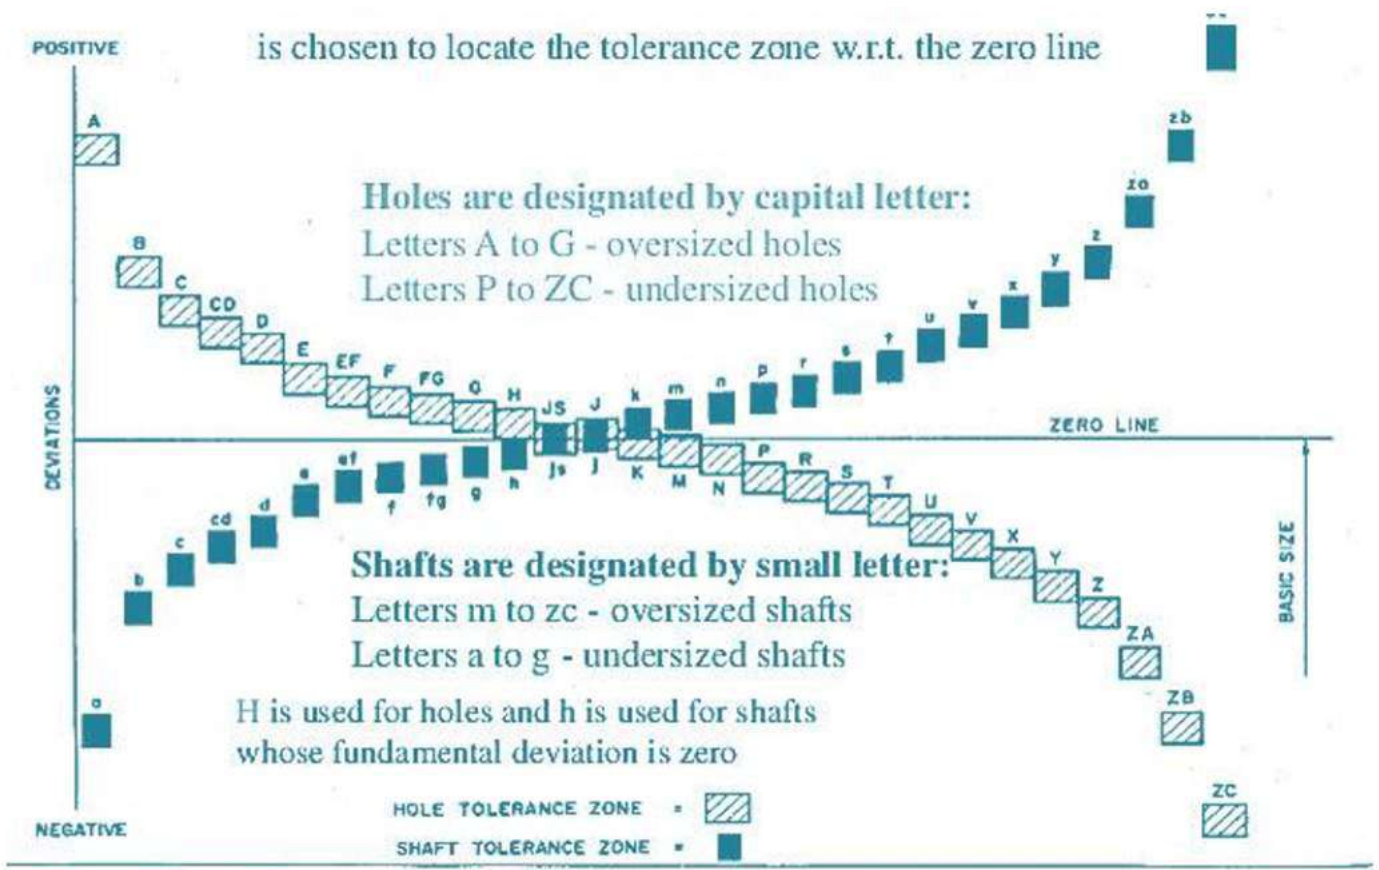 is chosen to locate the tolerance zone w.r.t. the zero line
POSITIVE
A
B
C
CD
D
E
EF
F
FG
G
H
JS
J
k
m
n
p
r
s
t
u
v
x
y
z
za
zb
Holes are designated by capital letter:
Letters A to G - oversized holes
Letters P to ZC - undersized holes
DEVIATIONS
ZERO LINE
a
b
c
cd
d
e
ef
f
fg
g
h
js
j
K
M
N
P
R
S
T
U
V
X
Y
Z
ZA
ZB
ZC
BASIC SIZE
Shafts are designated by small letter:
Letters m to zc - oversized shafts
Letters a to g - undersized shafts
H is used for holes and h is used for shafts
whose fundamental deviation is zero
HOLE TOLERANCE ZONE =
NEGATIVE
SHAFT TOLERANCE ZONE =